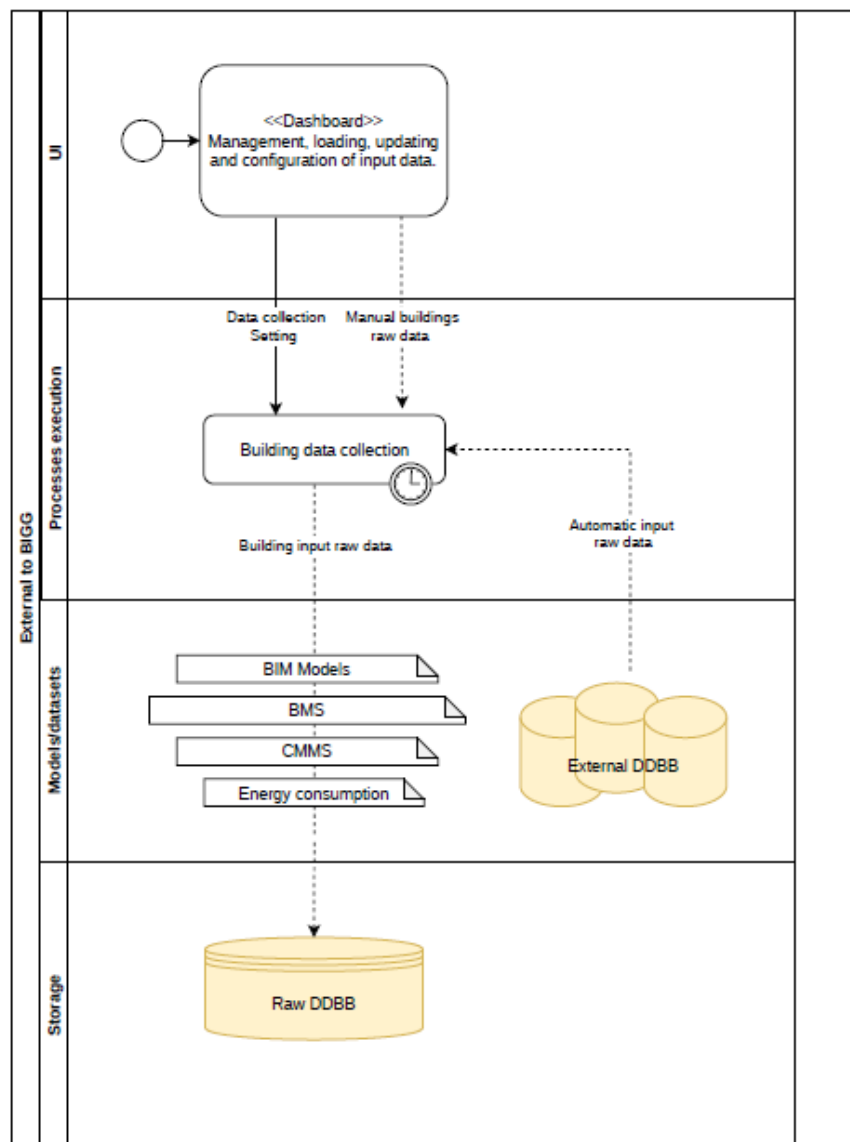 External to BIGG
UI
<<Dashboard>>
Management, loading, updating
and configuration of input data.
Processes execution
Data collection
Setting
Manual buildings
raw data
Building data collection
Building input raw data
Automatic input
raw data
Models/datasets
BIM Models
BMS
CMMS
Energy consumption
External DDBB
Storage
Raw DDBB